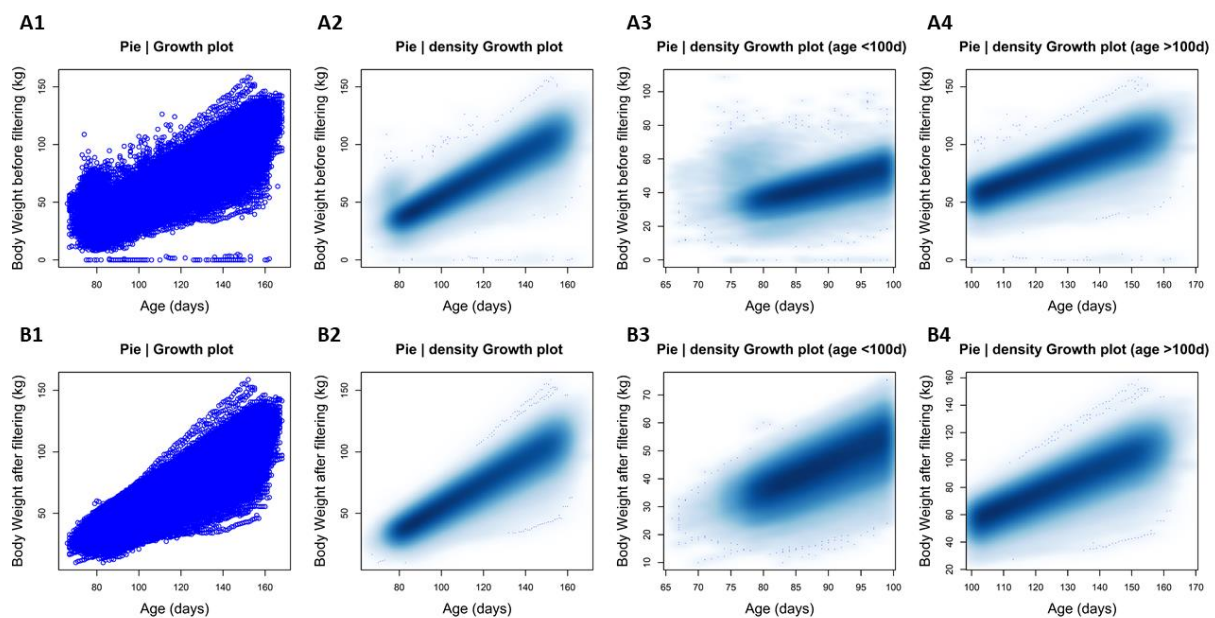 A1
Pie | Growth plot
Body Weight before filtering (kg)
150
100
50
0
80 100 120 140 160
Age (days)
A2
Pie | density Growth plot
Body Weight before filtering (kg)
150
100
50
0
80 100 120 140 160
Age (days)
A3
Pie | density Growth plot (age <100d)
Body Weight before filtering (kg)
100
80
60
40
20
0
65 70 75 80 85 90 95 100
Age (days)
A4
Pie | density Growth plot (age >100d)
Body Weight before filtering (kg)
150
100
50
0
100 110 120 130 140 150 160 170
Age (days)
B1
Pie | Growth plot
Body Weight after filtering (kg)
150
100
50
80 100 120 140 160
Age (days)
B2
Pie | density Growth plot
Body Weight after filtering (kg)
150
100
50
80 100 120 140 160
Age (days)
B3
Pie | density Growth plot (age <100d)
Body Weight after filtering (kg)
70
60
50
40
30
20
10
65 70 75 80 85 90 95 100
Age (days)
B4
Pie | density Growth plot (age >100d)
Body Weight after filtering (kg)
160
140
120
100
80
60
40
20
100 110 120 130 140 150 160 170
Age (days)